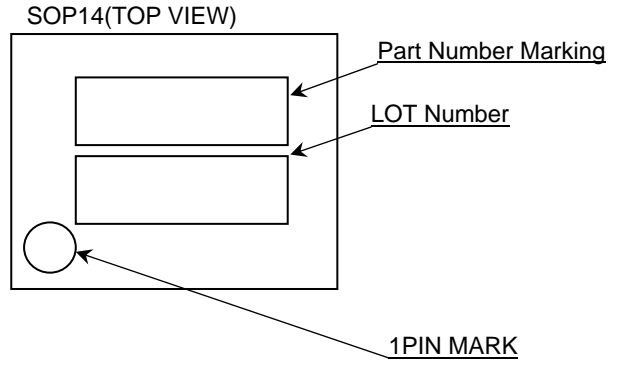 SOP14(TOP VIEW)
Part Number Marking
LOT Number
1PIN MARK